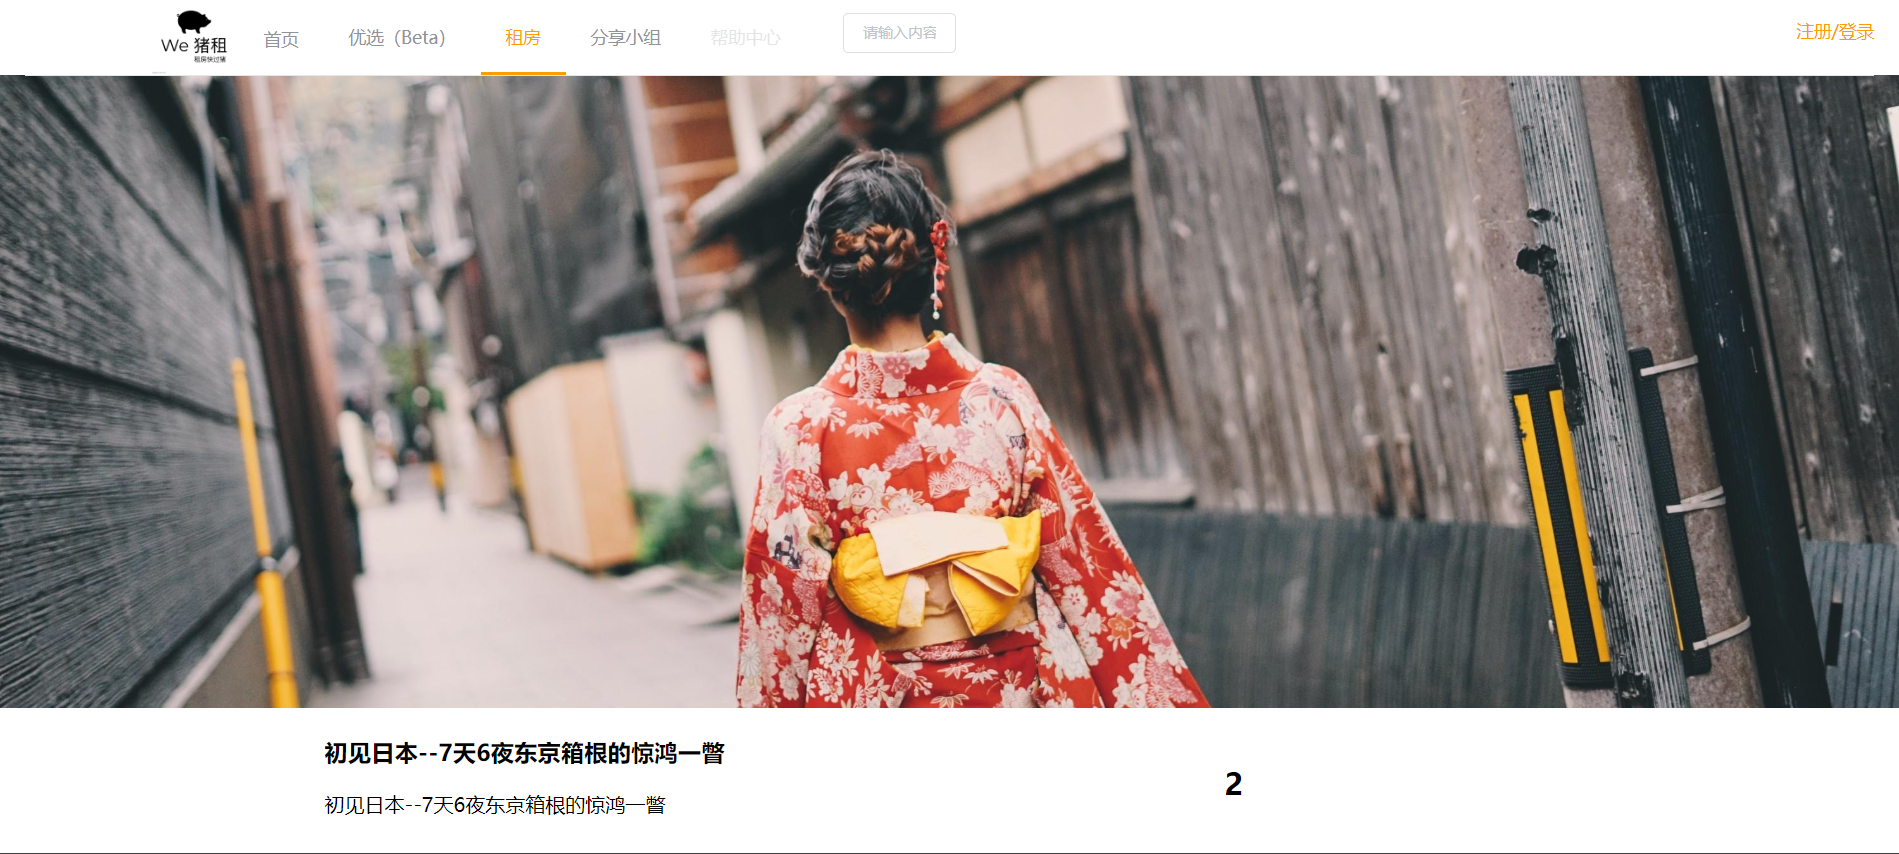 We 猪租
租房快过猪
首页
优选（Beta）
租房
分享小组
帮助中心
请输入内容
注册/登录
初见日本--7天6夜东京箱根的惊鸿一瞥
初见日本--7天6夜东京箱根的惊鸿一瞥
2